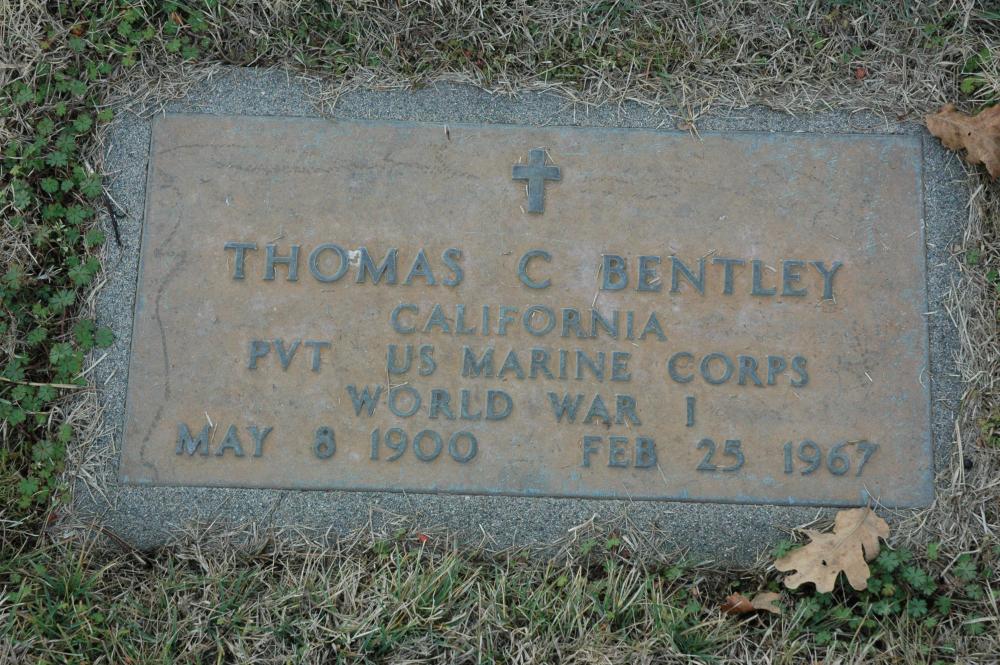 THOMAS C BENTLEY
CALIFORNIA
PVT US MARINE CORPS
WORLD WAR I
MAY 8 1900 FEB 25 1967